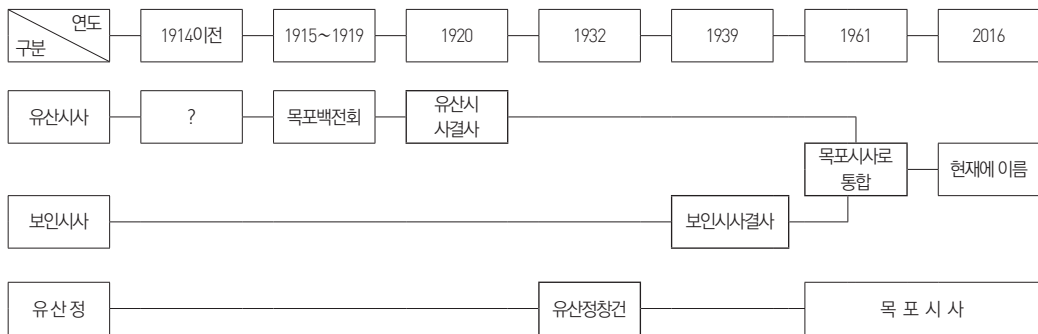 연도
구분
1914이전
1915~1919
1920
1932
1939
1961
2016
유산시사
?
목포백전회
유산시
사결사
목포시사로
통합
현재에 이름
보인시사
보인시사결사
유 산 정
유산정창건
목 포 시 사